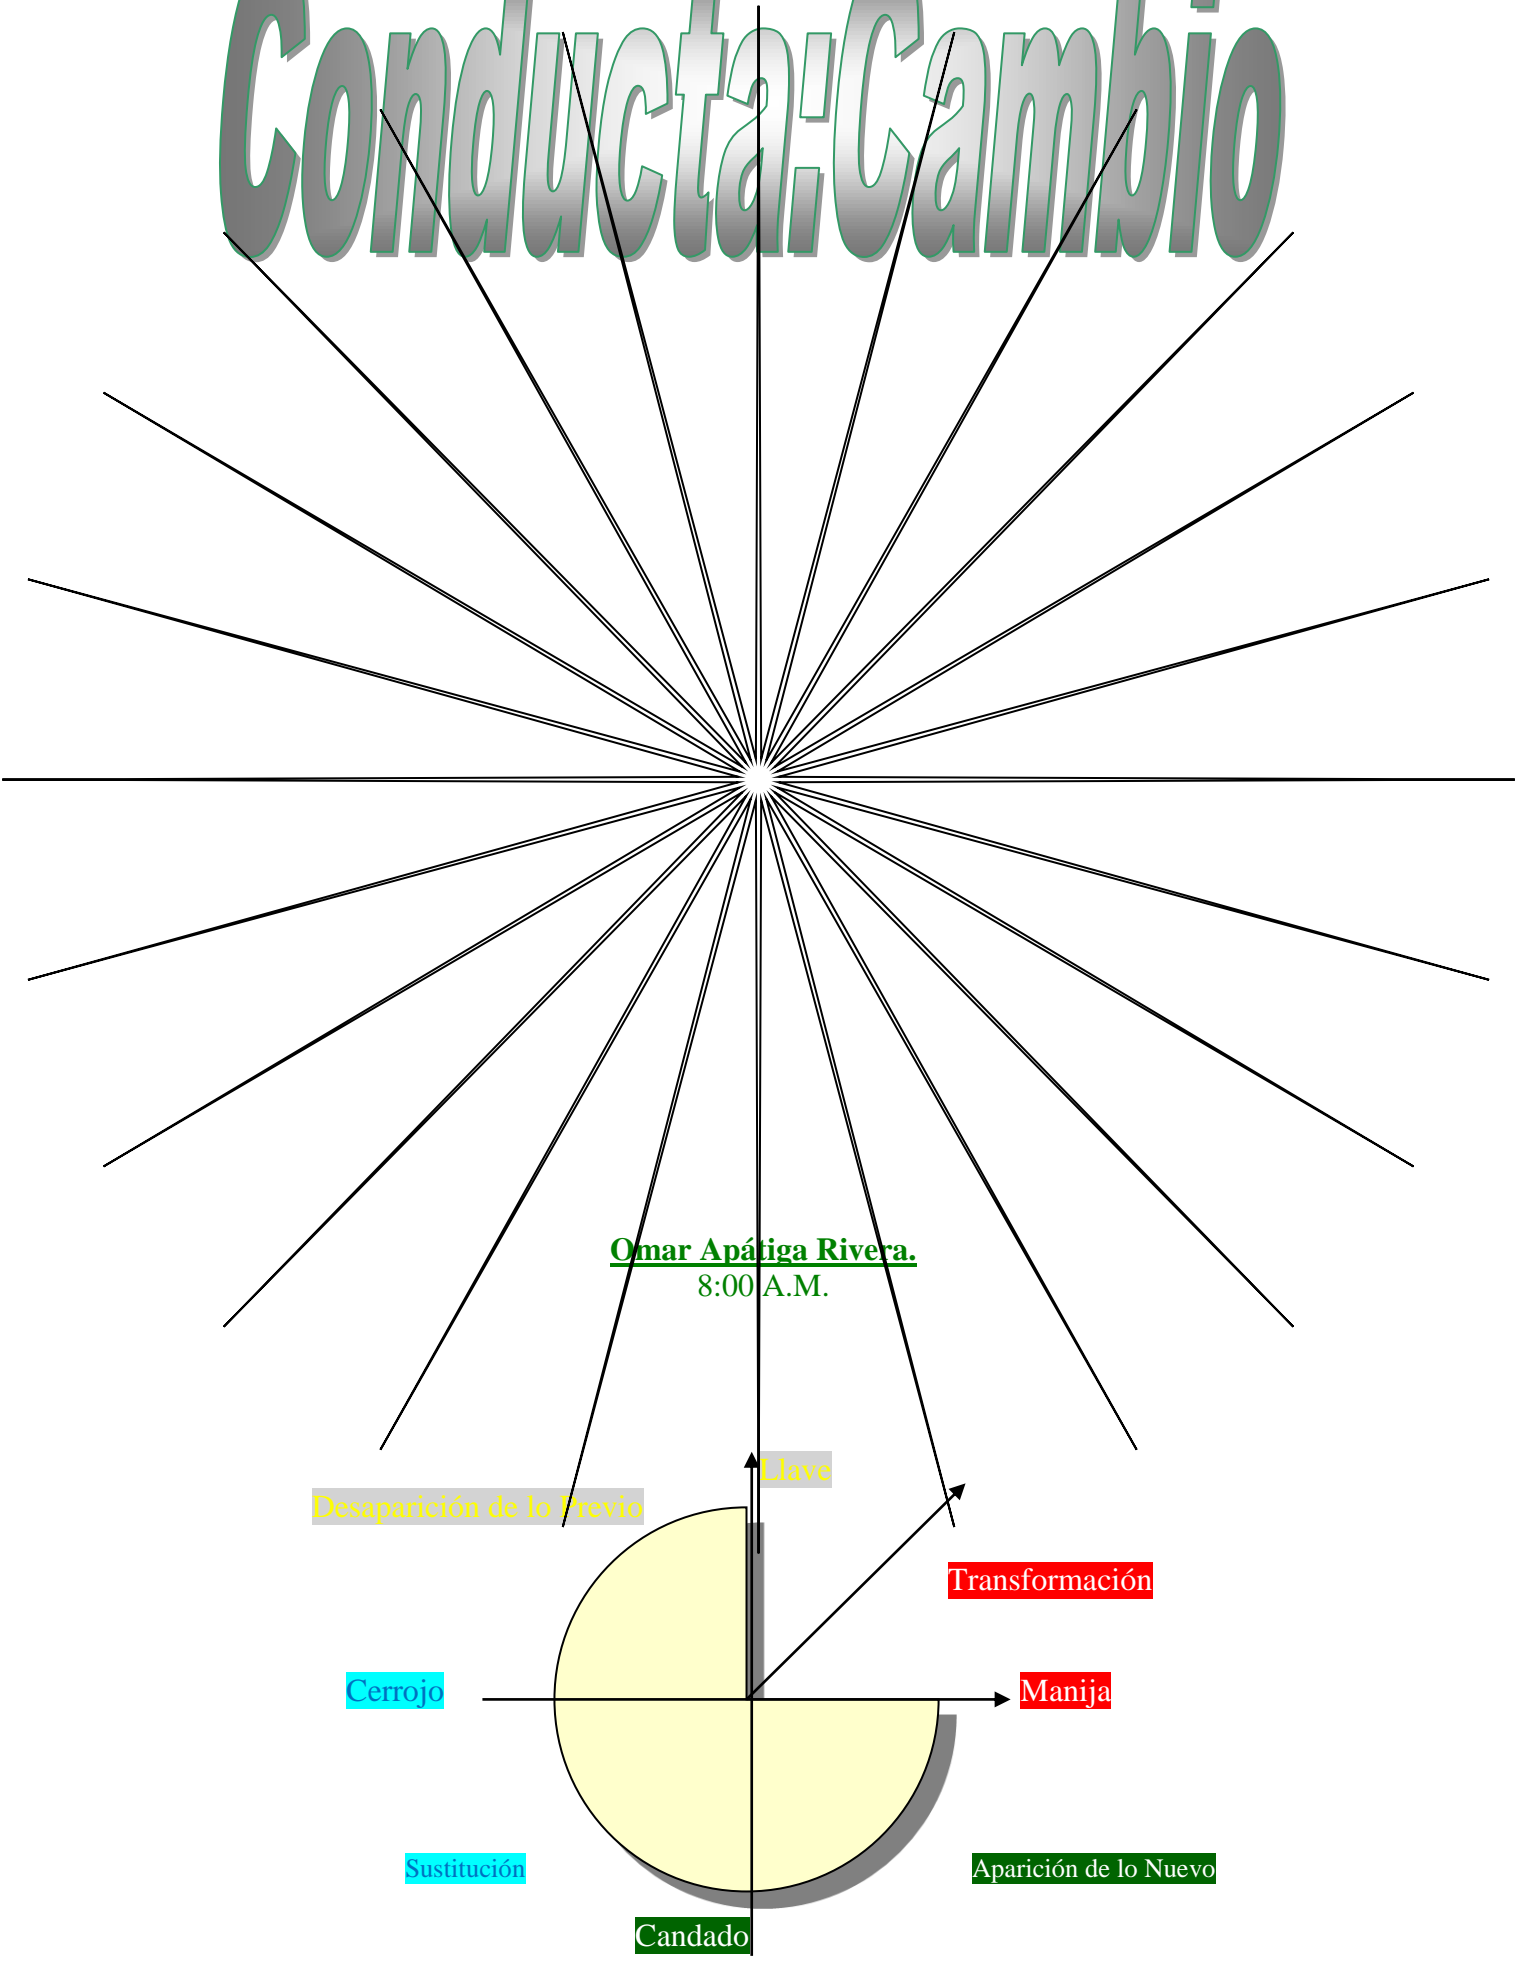 Conducta:Cambio
Omar Apátiga Rivera.
8:00 A.M.
Llave
Desaparición de lo Previo
Transformación
Cerrojo
Manija
Sustitución
Aparición de lo Nuevo
Candado